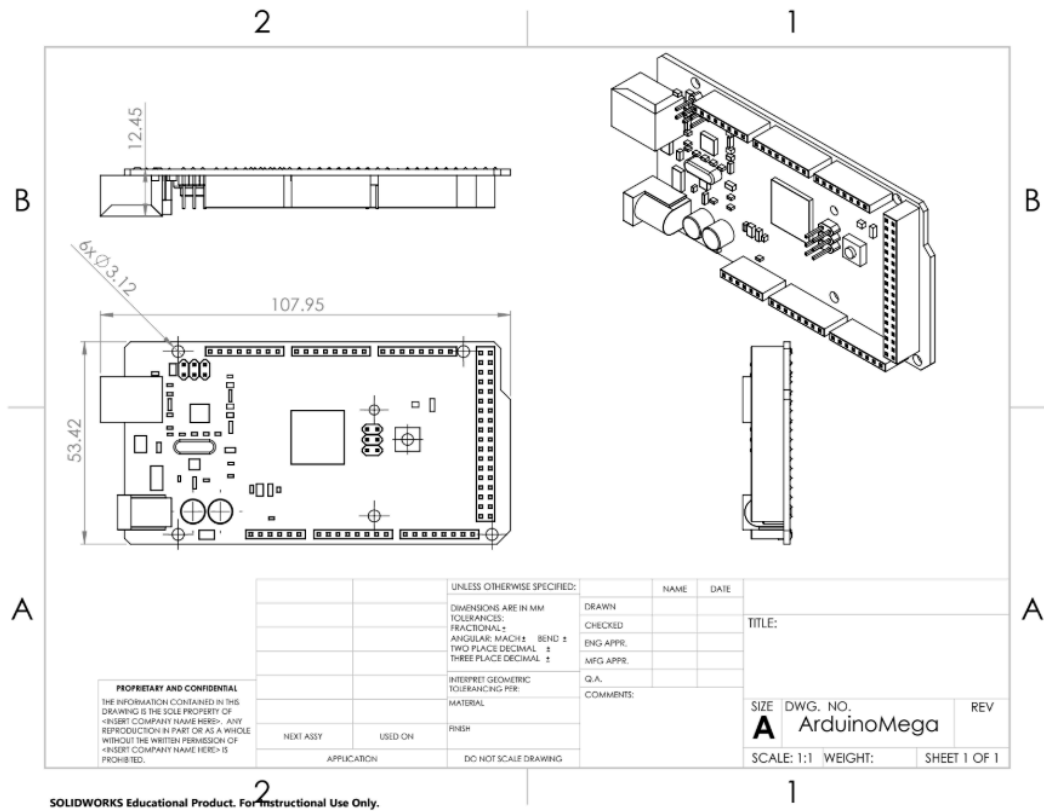 2
1
B
B
12.45
6x Ø3.12
107.95
53.42
A
A
UNLESS OTHERWISE SPECIFIED:
DIMENSIONS ARE IN MM
TOLERANCES:
FRACTIONAL ±
ANGULAR: MACH ± BEND ±
TWO PLACE DECIMAL ±
THREE PLACE DECIMAL ±
INTERPRET GEOMETRIC
TOLERANCING PER:
MATERIAL
FINISH
DO NOT SCALE DRAWING
NAME DATE
DRAWN
CHECKED
ENG APPR.
MFG APPR.
Q.A.
COMMENTS:
TITLE:
SIZE DWG. NO. REV
A ArduinoMega
SCALE: 1:1 WEIGHT: SHEET 1 OF 1
PROPRIETARY AND CONFIDENTIAL
THE INFORMATION CONTAINED IN THIS
DRAWING IS THE SOLE PROPERTY OF
<INSERT COMPANY NAME HERE>. ANY
REPRODUCTION IN PART OR AS A WHOLE
WITHOUT THE WRITTEN PERMISSION OF
<INSERT COMPANY NAME HERE> IS
PROHIBITED.
NEXT ASSY USED ON
APPLICATION
2
1
SOLIDWORKS Educational Product. For Instructional Use Only.